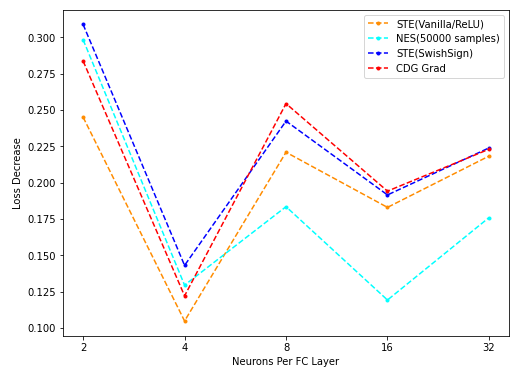 STE(Vanilla/ReLU)
NES(50000 samples)
STE(SwishSign)
CDG Grad
Loss Decrease
0.300
0.275
0.250
0.225
0.200
0.175
0.150
0.125
0.100
2 4 8 16 32
Neurons Per FC Layer